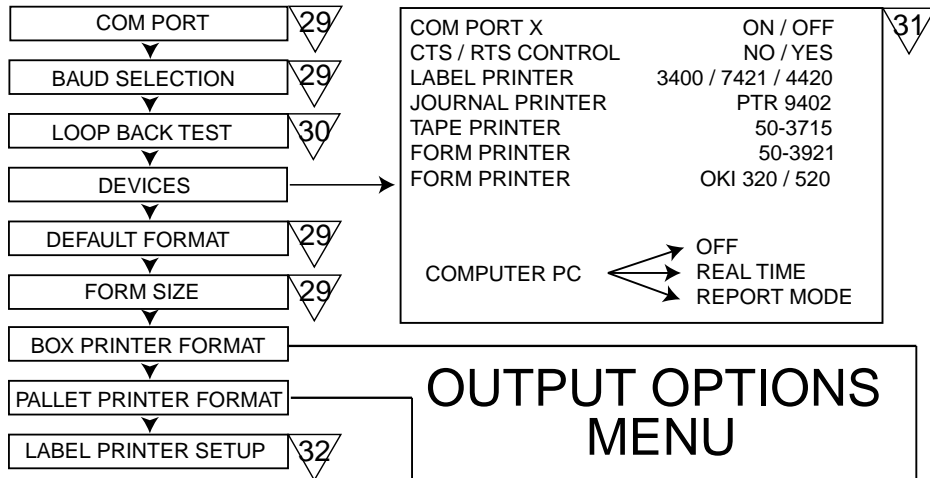 COM PORT 29
BAUD SELECTION 29
LOOP BACK TEST 30
DEVICES
DEFAULT FORMAT 29
FORM SIZE 29
BOX PRINTER FORMAT
PALLET PRINTER FORMAT
LABEL PRINTER SETUP 32
31
COM PORT X ON / OFF
CTS / RTS CONTROL NO / YES
LABEL PRINTER 3400 / 7421 / 4420
JOURNAL PRINTER PTR 9402
TAPE PRINTER 50-3715
FORM PRINTER 50-3921
FORM PRINTER OKI 320 / 520
OFF
COMPUTER PC REAL TIME
REPORT MODE
OUTPUT OPTIONS
MENU